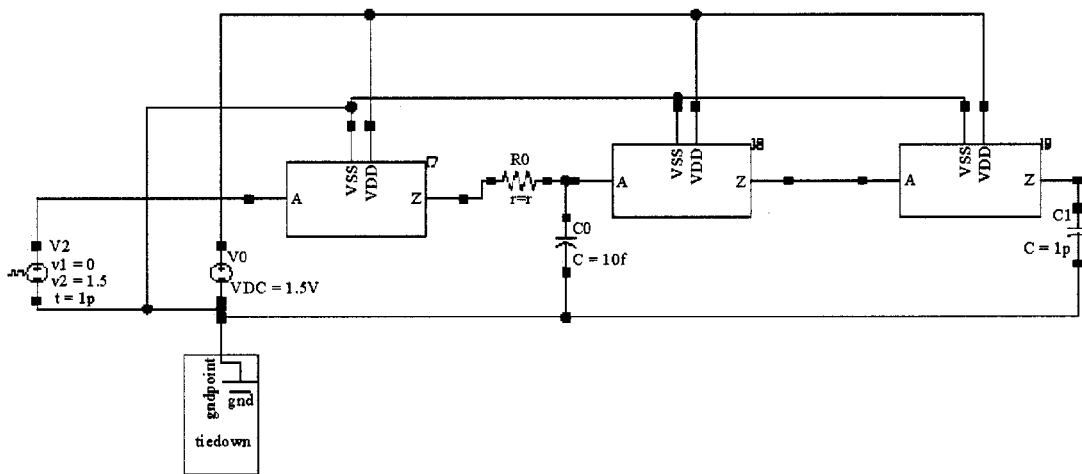 VSS
VDD
A
Z
R0
r=r
VSS
VDD
A
Z
VSS
VDD
A
Z
C0
C = 10f
C1
C = 1p
V2
v1 = 0
v2 = 1.5
t = 1p
V0
VDC = 1.5V
gndpoint
gnd
tiedown